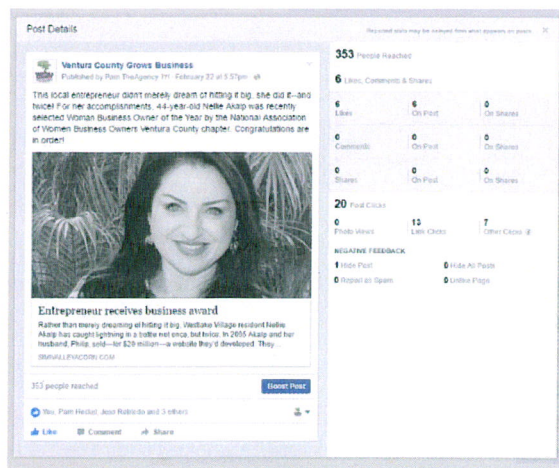 Post Details
Reported stats may be delayed from what appears on posts
Ventura County Grows Business
Published by Pam TheAgency
February 22 at 5:57pm
This local entrepreneur didn't merely dream of hitting it big, she did it--and
twice! For her accomplishments, 44-year-old Nellie Akalp was recently
selected Woman Business Owner of the Year by the National Association
of Women Business Owners Ventura County chapter. Congratulations are
in order!
Entrepreneur receives business award
Rather than merely dreaming of hitting it big, Westlake Village resident Nellie
Akalp has caught lightning in a bottle not once, but twice. In 2005 Akalp and her
husband, Philip, sold—for $20 million—a website they'd developed. They...
SIMIVALLEYACORN.COM
353 people reached
Boost Post
You, Pam Heckel, Jose Robledo and 3 others
Like Comment Share
353 People Reached
6 Likes, Comments & Shares
6 6 0
Likes On Post On Shares
0 0 0
Comments On Post On Shares
0 0 0
Shares On Post On Shares
20 Post Clicks
0 13 7
Photo Views Link Clicks Other Clicks
NEGATIVE FEEDBACK
1 Hide Post 0 Hide All Posts
0 Report as Spam 0 Unlike Page